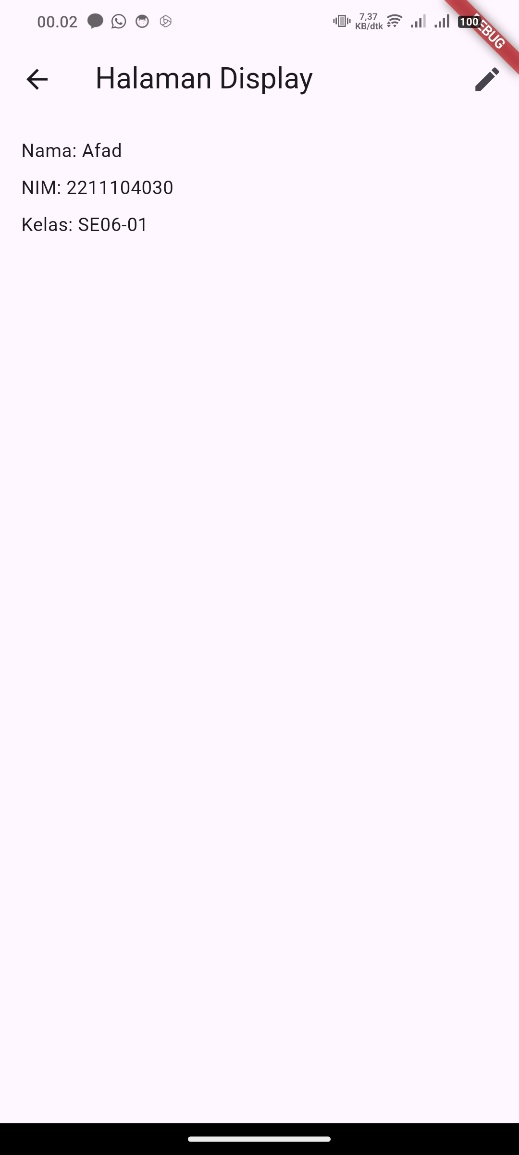 00.02
7,37
KB/dtk
100
DEBUG
Halaman Display
Nama: Afad
NIM: 2211104030
Kelas: SE06-01